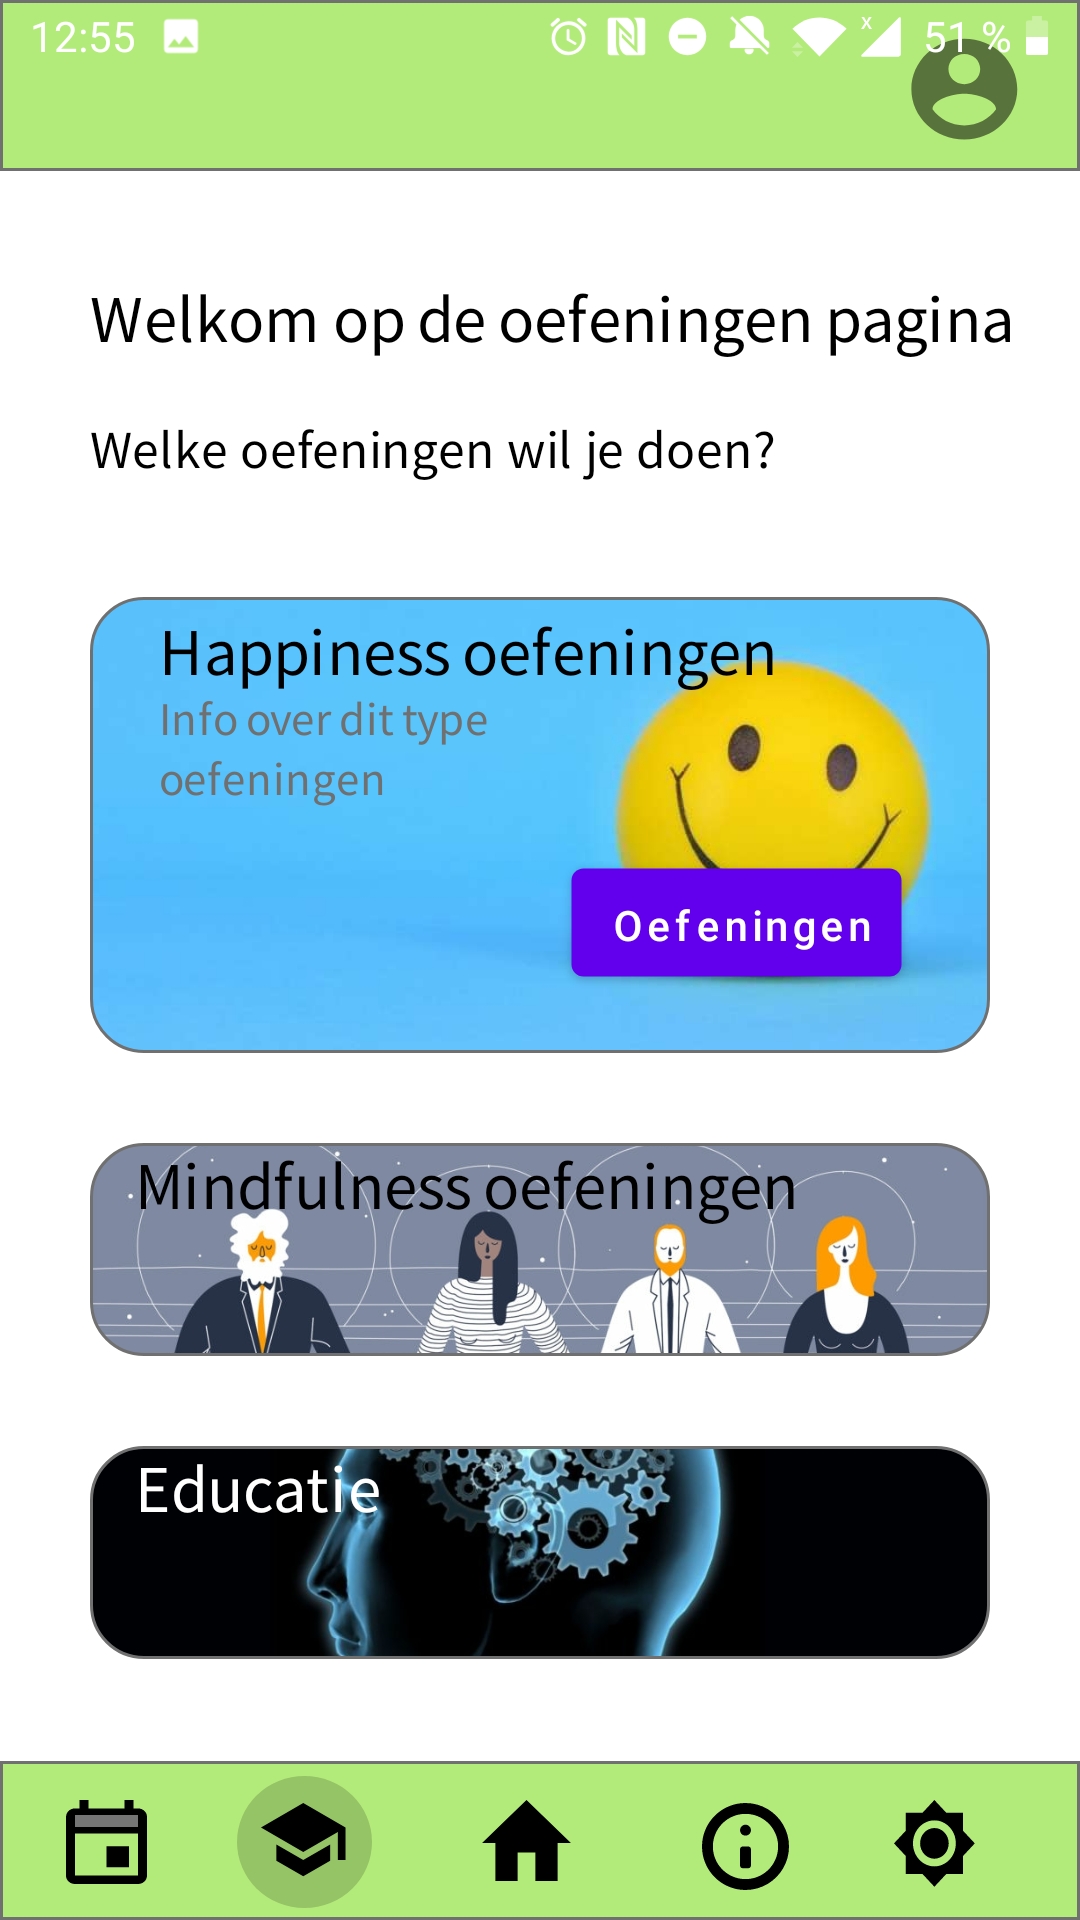 12:55
x
51 %
Welkom op de oefeningen pagina
Welke oefeningen wil je doen?
Happiness oefeningen
Info over dit type
oefeningen
Oefeningen
Mindfulness oefeningen
Educatie